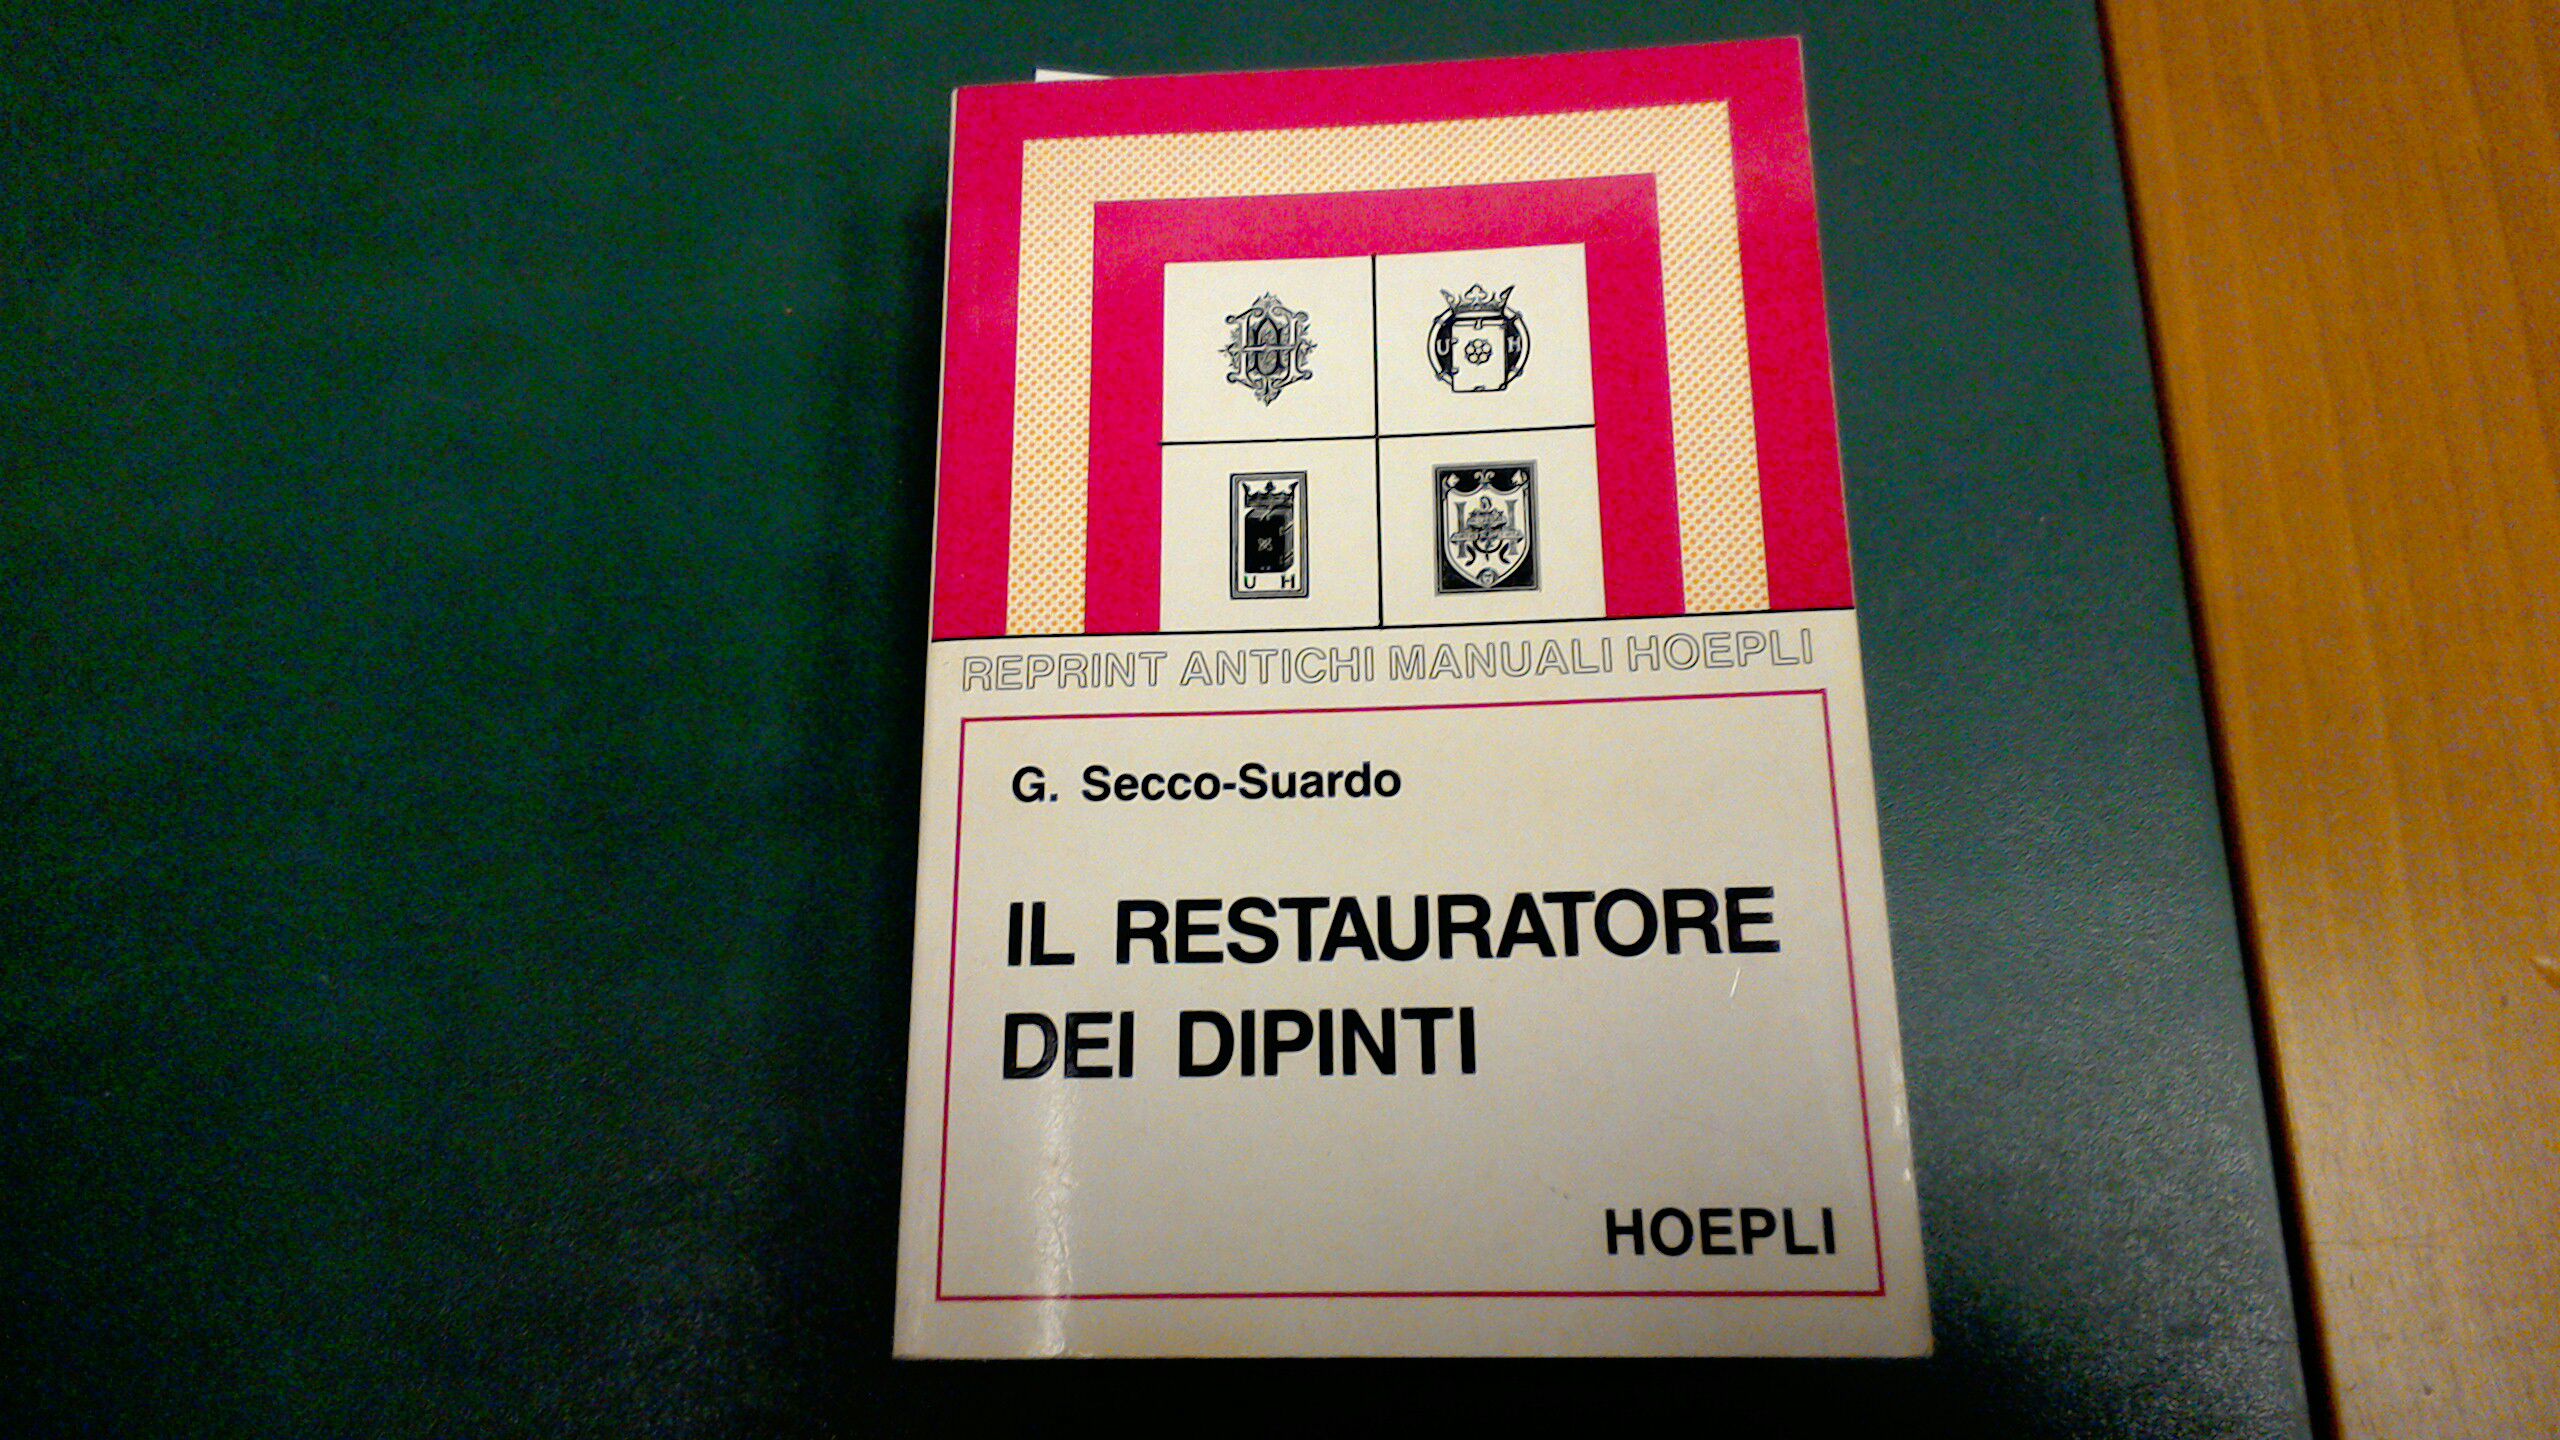 U H
U H
REPRINT ANTICHI MANUALI HOEPLI
G. Secco-Suardo
IL RESTAURATORE
DEI DIPINTI
HOEPLI